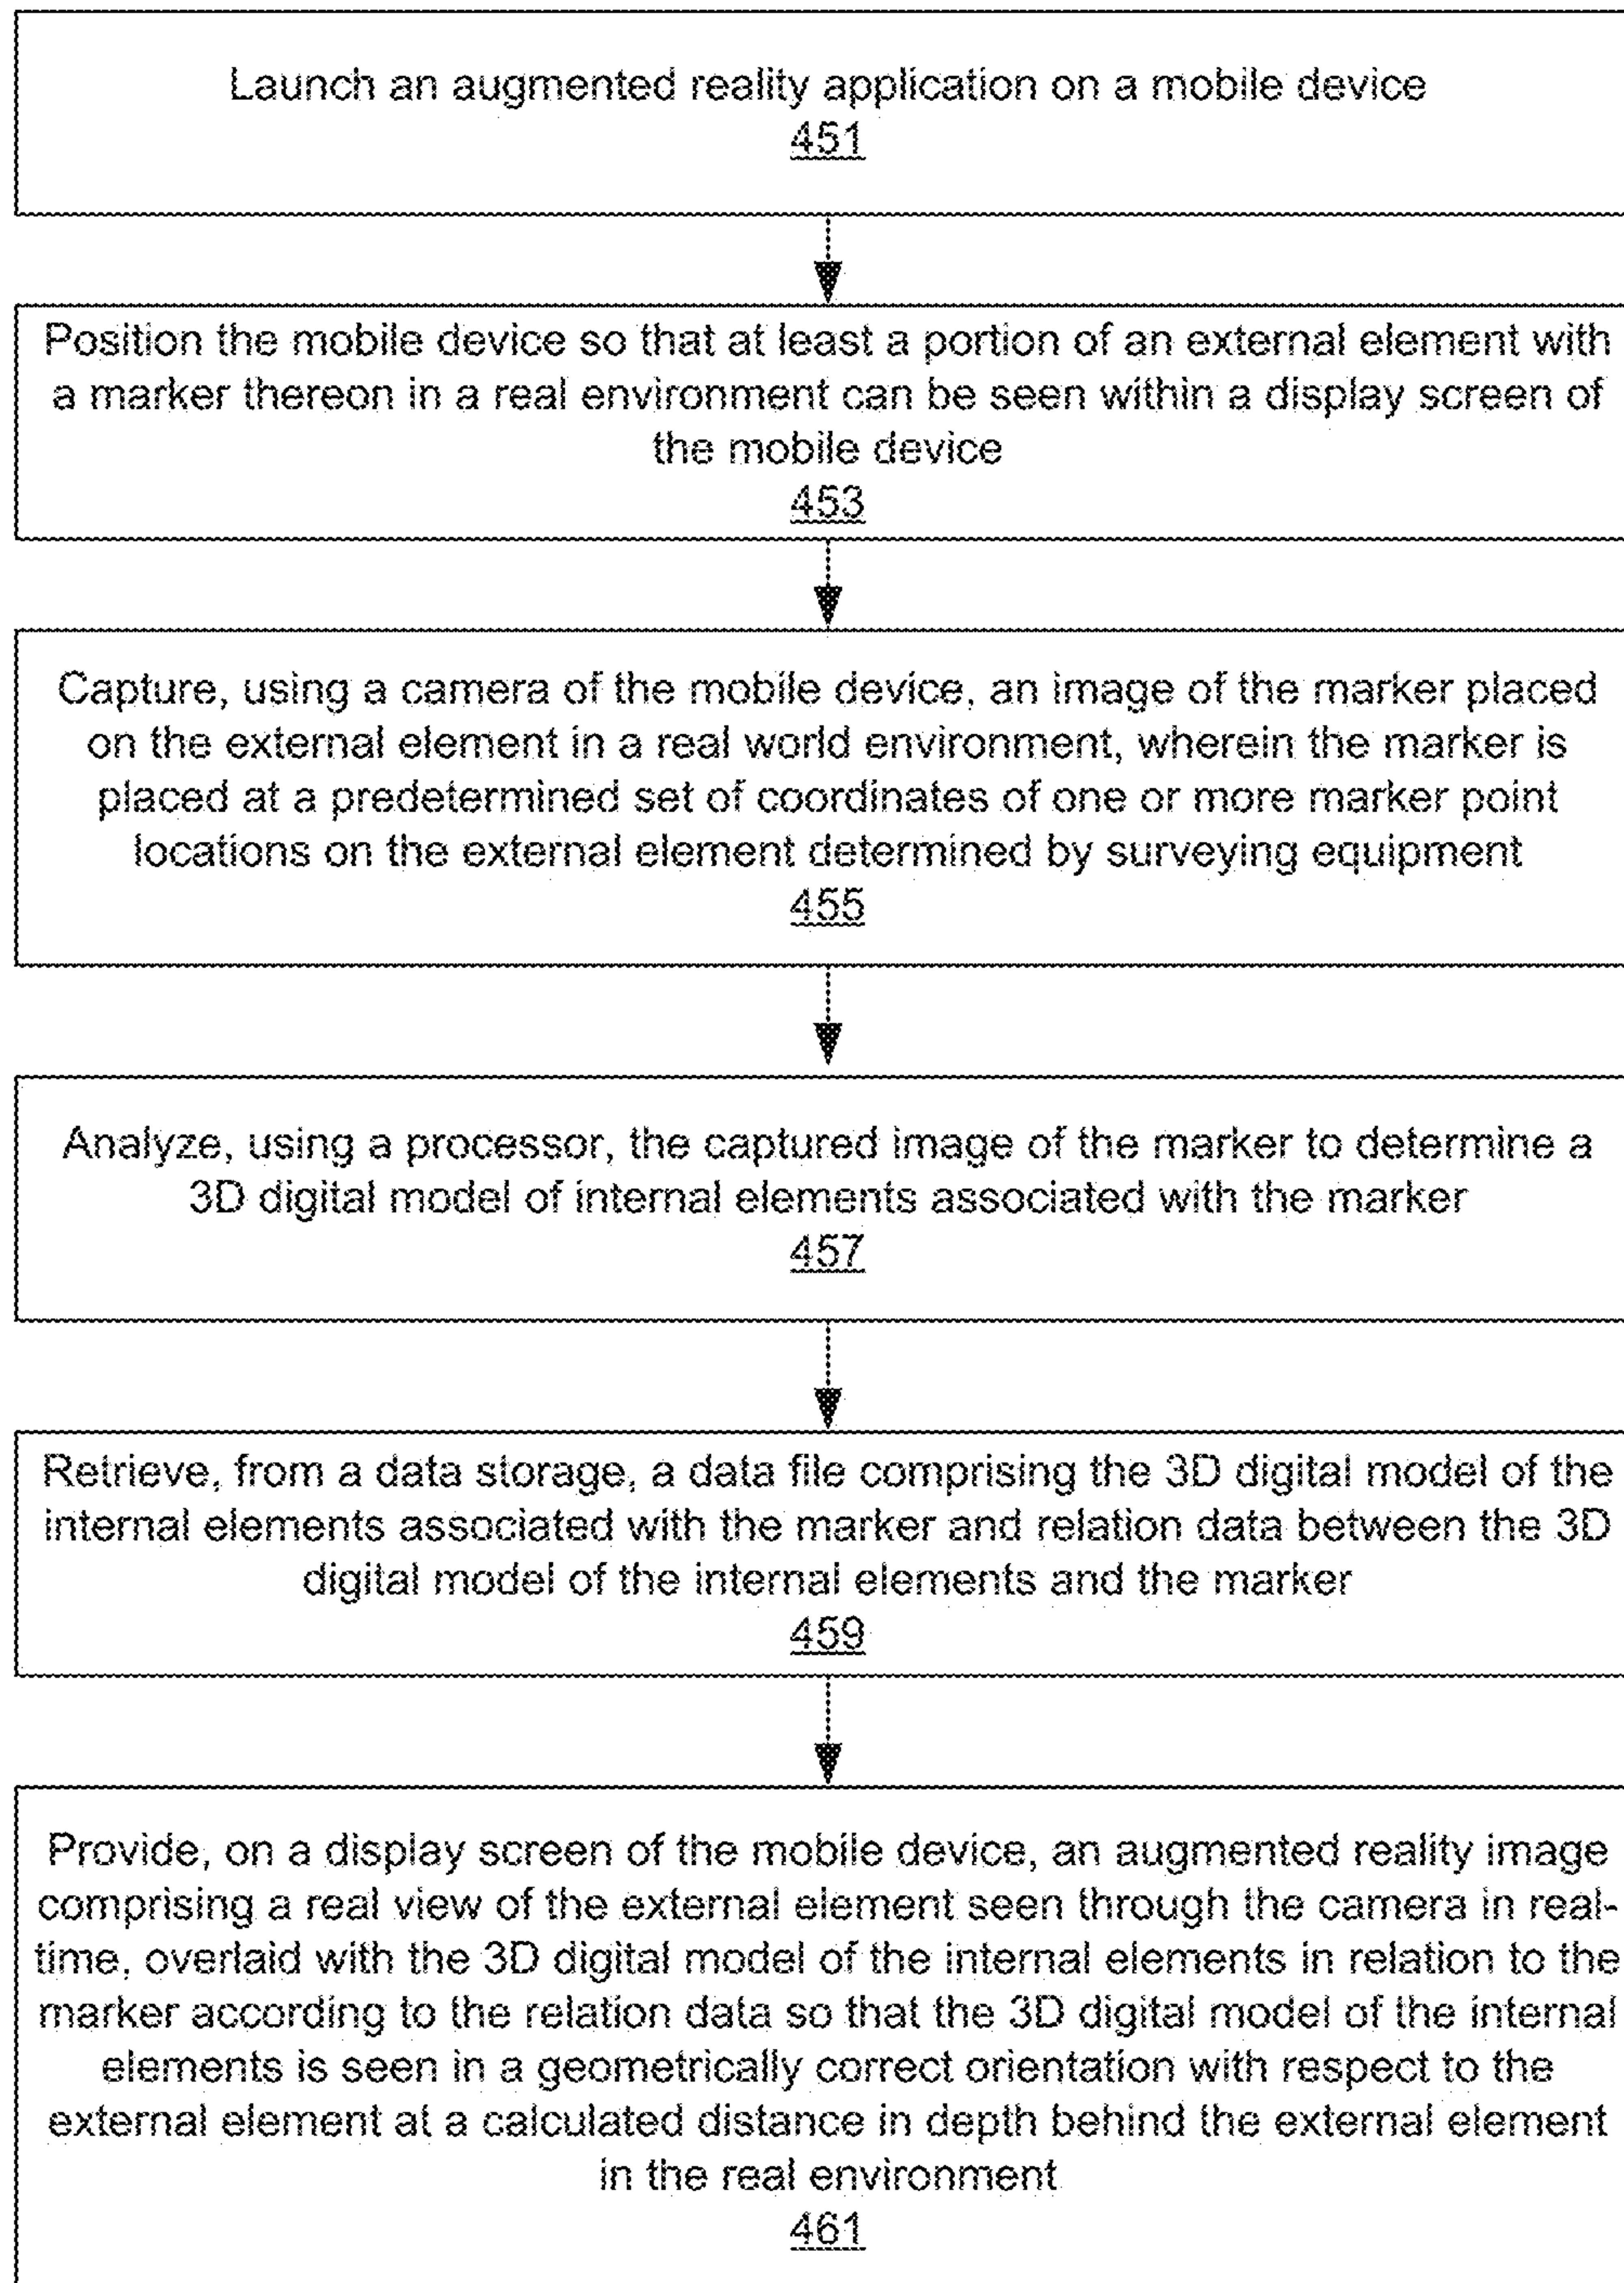 Launch an augmented reality application on a mobile device
451
Position the mobile device so that at least a portion of an external element with
a marker thereon in a real environment can be seen within a display screen of
the mobile device
453
Capture, using a camera of the mobile device, an image of the marker placed
on the external element in a real world environment, wherein the marker is
placed at a predetermined set of coordinates of one or more marker point
locations on the external element determined by surveying equipment
455
Analyze, using a processor, the captured image of the marker to determine a
3D digital model of internal elements associated with the marker
457
Retrieve, from a data storage, a data file comprising the 3D digital model of the
internal elements associated with the marker and relation data between the 3D
digital model of the internal elements and the marker
459
Provide, on a display screen of the mobile device, an augmented reality image
comprising a real view of the external element seen through the camera in real-
time, overlaid with the 3D digital model of the internal elements in relation to the
marker according to the relation data so that the 3D digital model of the internal
elements is seen in a geometrically correct orientation with respect to the
external element at a calculated distance in depth behind the external element
in the real environment
461